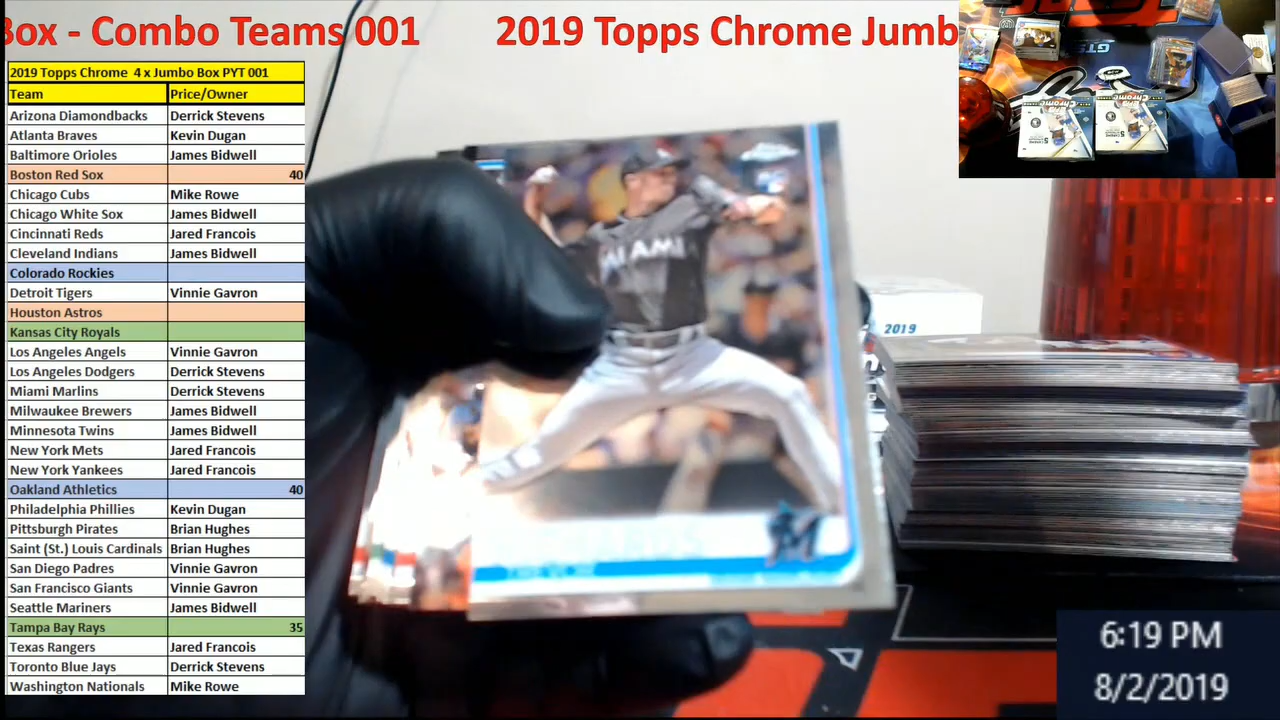 Box - Combo Teams 001 2019 Topps Chrome Jumb
2019 Topps Chrome 4 x Jumbo Box PYT 001
Team Price/Owner
Arizona Diamondbacks Derrick Stevens
Atlanta Braves Kevin Dugan
Baltimore Orioles James Bidwell
Boston Red Sox 40
Chicago Cubs Mike Rowe
Chicago White Sox James Bidwell
Cincinnati Reds Jared Francois
Cleveland Indians James Bidwell
Colorado Rockies
Detroit Tigers Vinnie Gavron
Houston Astros
Kansas City Royals
Los Angeles Angels Vinnie Gavron
Los Angeles Dodgers Derrick Stevens
Miami Marlins Derrick Stevens
Milwaukee Brewers James Bidwell
Minnesota Twins James Bidwell
New York Mets Jared Francois
New York Yankees Jared Francois
Oakland Athletics 40
Philadelphia Phillies Kevin Dugan
Pittsburgh Pirates Brian Hughes
Saint (St.) Louis Cardinals Brian Hughes
San Diego Padres Vinnie Gavron
San Francisco Giants Vinnie Gavron
Seattle Mariners James Bidwell
Tampa Bay Rays 35
Texas Rangers Jared Francois
Toronto Blue Jays Derrick Stevens
Washington Nationals Mike Rowe
MIAMI
2019
6:19 PM
8/2/2019